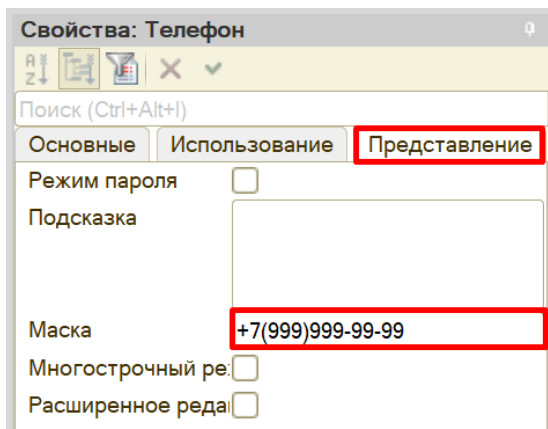 Свойства: Телефон
Поиск (Ctrl+Alt+I)
Основные Использование Представление
Режим пароля
Подсказка
Маска +7(999)999-99-99
Многострочный ре
Расширенное реда